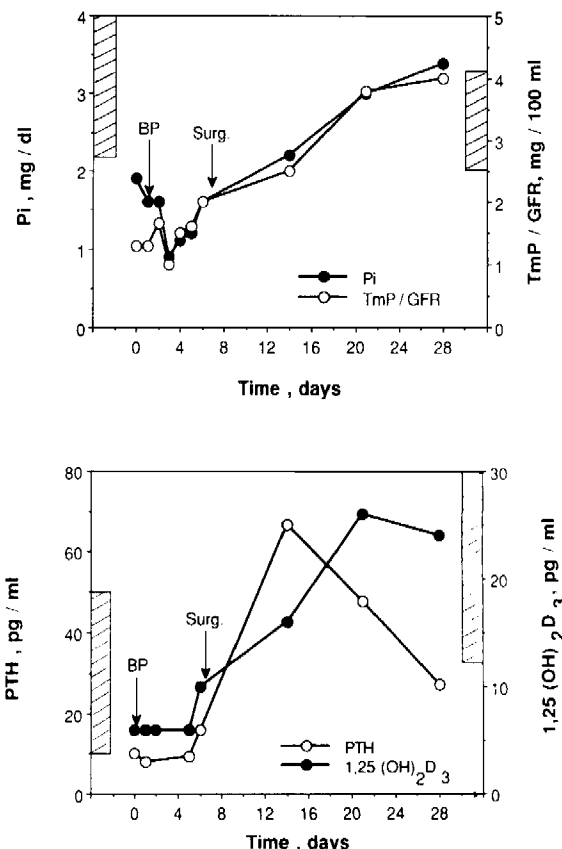 4
3
2
1
0
Pi, mg / dl
BP
Surg.
Pi
TmP / GFR
5
4
3
2
1
0
TmP / GFR, mg / 100 ml
0 4 8 12 16 20 24 28
Time , days
80
60
40
20
0
PTH, pg / ml
BP
Surg.
PTH
1,25 (OH)2D3
30
20
10
0
1,25 (OH)2D3, pg / ml
0 4 8 12 16 20 24 28
Time , days